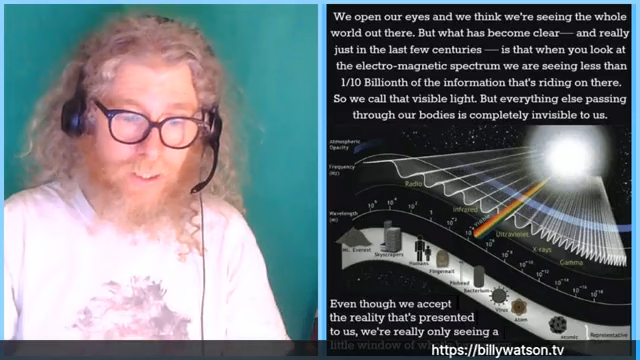 We open our eyes and we think we're seeing the whole
world out there. But what has become clear— and really
just in the last few centuries — is that when you look at
the electro-magnetic spectrum we are seeing less than
1/10 Billionth of the information that's riding on there.
So we call that visible light. But everything else passing
through our bodies is completely invisible to us.
Atmospheric
Opacity
Frequency
(Hz)
Radio
Infrared
Visible
Ultraviolet
X-rays
Gamma
Wavelength
(m)
Mt. Everest
Skyscrapers
Humans
Fingernail
Pinhead
Bacterium
Virus
Atom
Atomic
Representative
Even though we accept
the reality that's presented
to us, we're really only seeing a
little window of
https://billywatson.tv